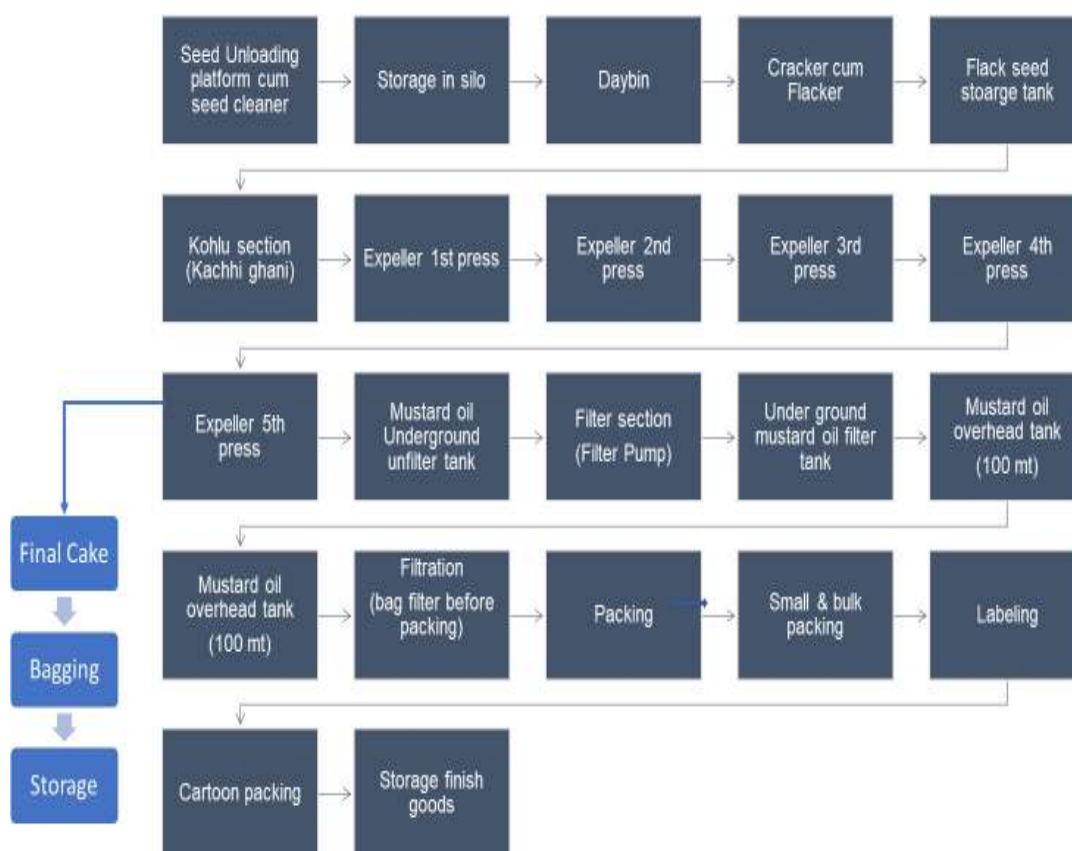 Seed Unloading
platform cum
seed cleaner
Storage in silo
Daybin
Cracker cum
Flacker
Flack seed
stoarge tank
Kohlu section
(Kachhi ghani)
Expeller 1st press
Expeller 2nd
press
Expeller 3rd
press
Expeller 4th
press
Expeller 5th
press
Mustard oil
Underground
unfilter tank
Filter section
(Filter Pump)
Under ground
mustard oil filter
tank
Mustard oil
overhead tank
(100 mt)
Final Cake
Bagging
Storage
Mustard oil
overhead tank
(100 mt)
Filtration
(bag filter before
packing)
Packing
Small & bulk
packing
Labeling
Cartoon packing
Storage finish
goods